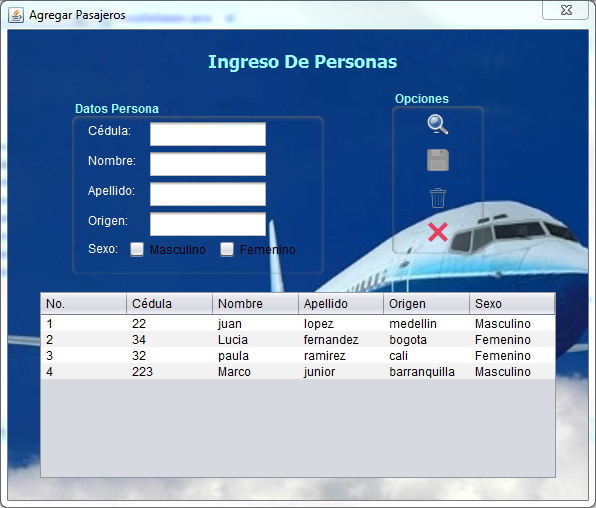 Agregar Pasajeros
Ingreso De Personas
Datos Persona
Opciones
Cédula:
Nombre:
Apellido:
Origen:
Sexo: Masculino Femenino
No. Cédula Nombre Apellido Origen Sexo
1 22 juan lopez medellin Masculino
2 34 Lucia fernandez bogota Femenino
3 32 paula ramirez cali Femenino
4 223 Marco junior barranquilla Masculino